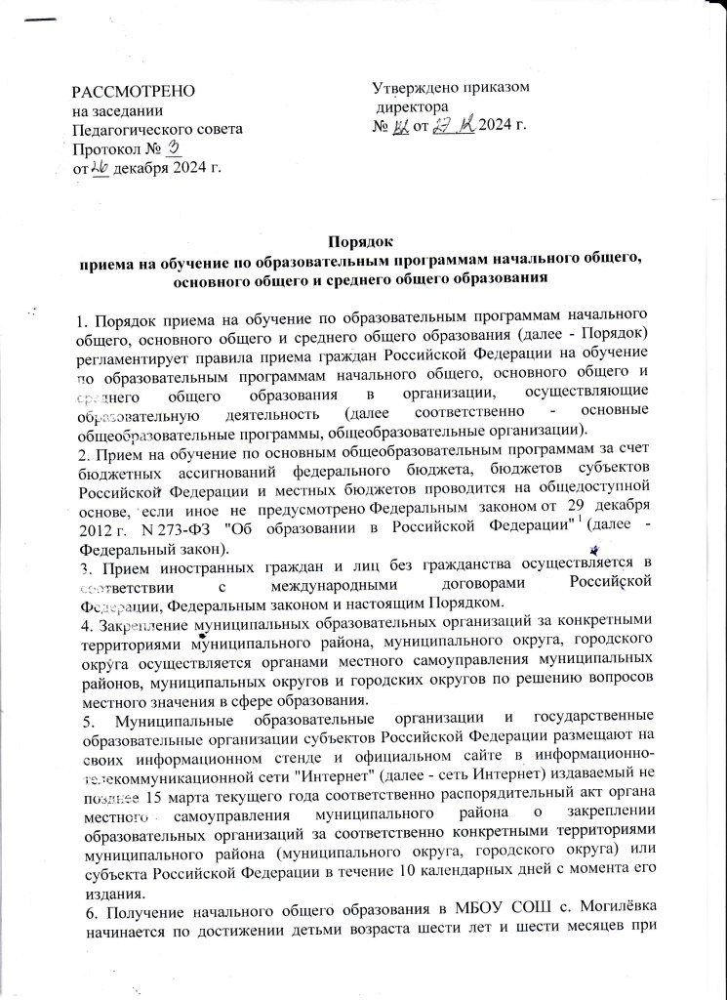 РАССМОТРЕНО
на заседании
Педагогического совета
Протокол № 3
от 26 декабря 2024 г.
Утверждено приказом
директора
№ от 27 12 2024 г.
Порядок
приема на обучение по образовательным программам начального общего,
основного общего и среднего общего образования
1. Порядок приема на обучение по образовательным программам начального
общего, основного общего и среднего общего образования (далее - Порядок)
регламентирует правила приема граждан Российской Федерации на обучение
по образовательным программам начального общего, основного общего и
среднего общего образования в организации, осуществляющие
образовательную деятельность (далее соответственно - основные
общеобразовательные программы, общеобразовательные организации).
2. Прием на обучение по основным общеобразовательным программам за счет
бюджетных ассигнований федерального бюджета, бюджетов субъектов
Российской Федерации и местных бюджетов проводится на общедоступной
основе, если иное не предусмотрено Федеральным законом от 29 декабря
2012 г. N 273-ФЗ "Об образовании в Российской Федерации" 1 (далее -
Федеральный закон).
3. Прием иностранных граждан и лиц без гражданства осуществляется в
соответствии с международными договорами Российской
Федерации, Федеральным законом и настоящим Порядком.
4. Закрепление муниципальных образовательных организаций за конкретными
территориями муниципального района, муниципального округа, городского
округа осуществляется органами местного самоуправления муниципальных
районов, муниципальных округов и городских округов по решению вопросов
местного значения в сфере образования.
5. Муниципальные образовательные организации и государственные
образовательные организации субъектов Российской Федерации размещают на
своих информационном стенде и официальном сайте в информационно-
телекоммуникационной сети "Интернет" (далее - сеть Интернет) издаваемый не
позднее 15 марта текущего года соответственно распорядительный акт органа
местного самоуправления муниципального района о закреплении
образовательных организаций за соответственно конкретными территориями
муниципального района (муниципального округа, городского округа) или
субъекта Российской Федерации в течение 10 календарных дней с момента его
издания.
6. Получение начального общего образования в МБОУ СОШ с. Могилёвка
начинается по достижении детьми возраста шести лет и шести месяцев при